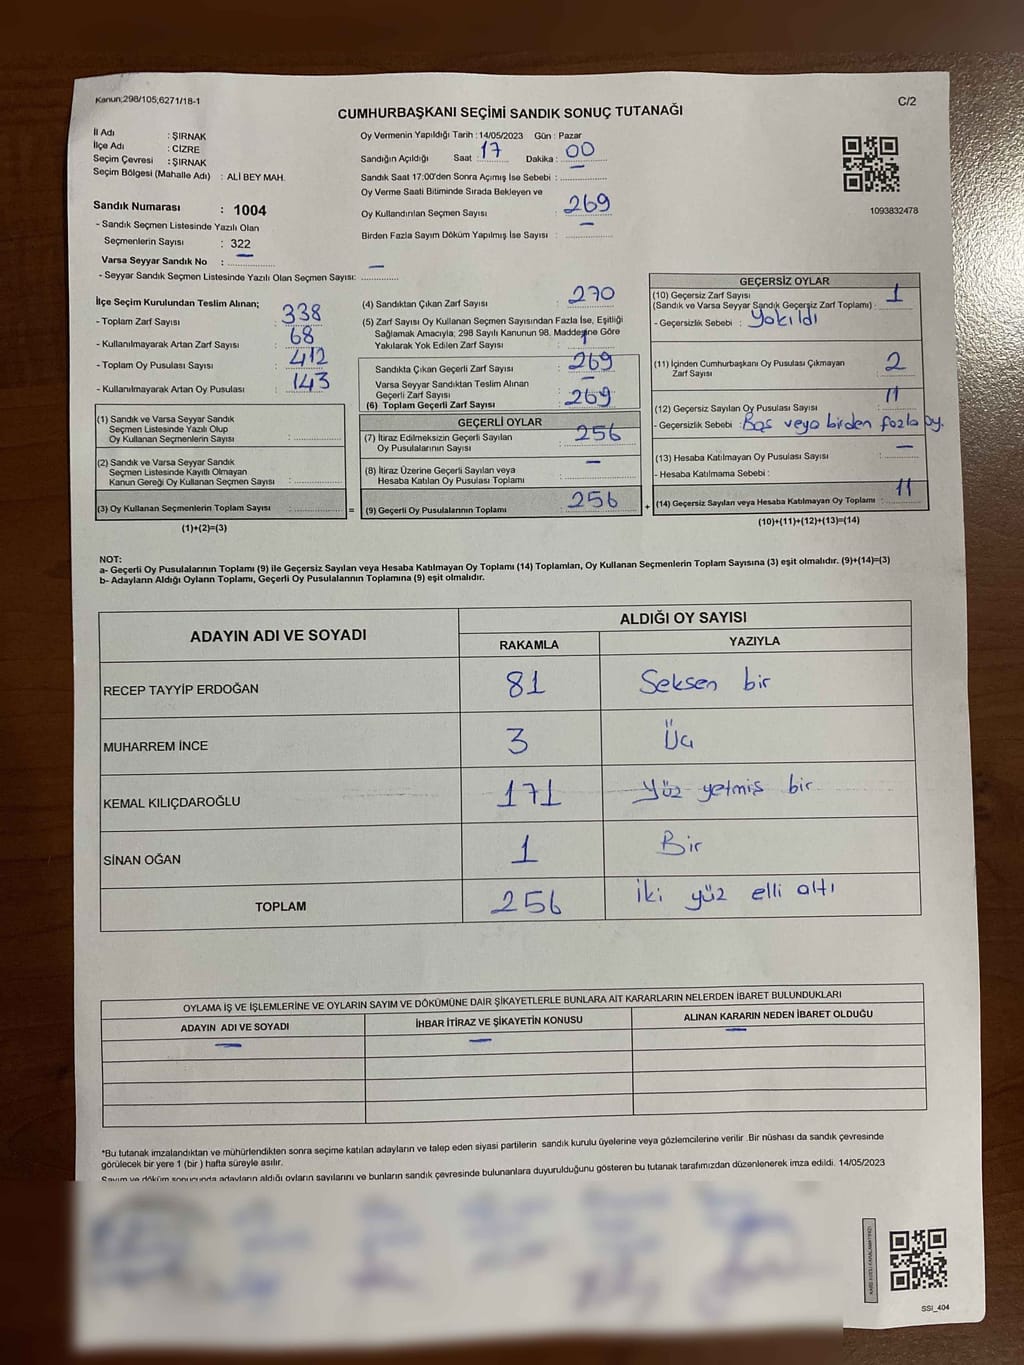 Kanun;298/105,6271/18-1
C/2
CUMHURBAŞKANI SEÇİMİ SANDIK SONUÇ TUTANAĞI
İl Adı : ŞIRNAK
İlçe Adı : CİZRE
Seçim Çevresi : ŞIRNAK
Seçim Bölgesi (Mahalle Adı) : ALİ BEY MAH.
Sandık Numarası : 1004
- Sandık Seçmen Listesinde Yazılı Olan
Seçmenlerin Sayısı : 322
Varsa Seyyar Sandık No : —
- Seyyar Sandık Seçmen Listesinde Yazılı Olan Seçmen Sayısı: —
Oy Vermenin Yapıldığı Tarih : 14/05/2023 Gün : Pazar
Sandığın Açıldığı Saat : 17 Dakika : 00
Sandık Saat 17:00'den Sonra Açımış İse Sebebi : —
Oy Verme Saati Bitiminde Sırada Bekleyen ve
Oy Kullandırılan Seçmen Sayısı : 269
Birden Fazla Sayım Döküm Yapılmış İse Sayısı : —
1093832478
İlçe Seçim Kurulundan Teslim Alınan;
- Toplam Zarf Sayısı : 338
- Kullanılmayarak Artan Zarf Sayısı : 68
- Toplam Oy Pusulası Sayısı : 412
- Kullanılmayarak Artan Oy Pusulası : 143
(1) Sandık ve Varsa Seyyar Sandık
Seçmen Listesinde Yazılı Olup
Oy Kullanan Seçmenlerin Sayısı :
(2) Sandık ve Varsa Seyyar Sandık
Seçmen Listesinde Kayıtlı Olmayan
Kanun Gereği Oy Kullanan Seçmen Sayısı :
(3) Oy Kullanan Seçmenlerin Toplam Sayısı : =
(1)+(2)=(3)
(4) Sandıktan Çıkan Zarf Sayısı : 270
(5) Zarf Sayısı Oy Kullanan Seçmen Sayısından Fazla İse, Eşitliği
Sağlamak Amacıyla, 298 Sayılı Kanunun 98. Maddesine Göre
Yakılarak Yok Edilen Zarf Sayısı : 1
Sandıkta Çıkan Geçerli Zarf Sayısı : 269
Varsa Seyyar Sandıktan Teslim Alınan
Geçerli Zarf Sayısı : —
(6) Toplam Geçerli Zarf Sayısı : 269
GEÇERLİ OYLAR
(7) İtiraz Edilmeksizin Geçerli Sayılan
Oy Pusulalarının Sayısı : 256
(8) İtiraz Üzerine Geçerli Sayılan veya
Hesaba Katılan Oy Pusulası Toplamı : —
(9) Geçerli Oy Pusulalarının Toplamı : 256 +
GEÇERSİZ OYLAR
(10) Geçersiz Zarf Sayısı
(Sandık ve Varsa Seyyar Sandık Geçersiz Zarf Toplamı) : 1
- Geçersizlik Sebebi : Yakıldı
(11) İçinden Cumhurbaşkanı Oy Pusulası Çıkmayan
Zarf Sayısı : 2
(12) Geçersiz Sayılan Oy Pusulası Sayısı : 11
- Geçersizlik Sebebi : Boş veya birden fazla oy.
(13) Hesaba Katılmayan Oy Pusulası Sayısı : —
- Hesaba Katılmama Sebebi :
(14) Geçersiz Sayılan veya Hesaba Katılmayan Oy Toplamı : 11
(10)+(11)+(12)+(13)=(14)
NOT:
a- Geçerli Oy Pusulalarının Toplamı (9) ile Geçersiz Sayılan veya Hesaba Katılmayan Oy Toplamı (14) Toplamları, Oy Kullanan Seçmenlerin Toplam Sayısına (3) eşit olmalıdır. (9)+(14)=(3)
b- Adayların Aldığı Oyların Toplamı, Geçerli Oy Pusulalarının Toplamına (9) eşit olmalıdır.
ADAYIN ADI VE SOYADI
ALDIĞI OY SAYISI
RAKAMLA YAZIYLA
RECEP TAYYİP ERDOĞAN 81 Seksen bir
MUHARREM İNCE 3 Üç
KEMAL KILIÇDAROĞLU 171 Yüz yetmiş bir
SİNAN OĞAN 1 Bir
TOPLAM 256 İki yüz elli altı
OYLAMA İŞ VE İŞLEMLERİNE VE OYLARIN SAYIM VE DÖKÜMÜNE DAİR ŞİKAYETLERLE BUNLARA AİT KARARLARIN NELERDEN İBARET BULUNDUKLARI
ADAYIN ADI VE SOYADI İHBAR İTİRAZ VE ŞİKAYETİN KONUSU ALINAN KARARIN NEDEN İBARET OLDUĞU
— — —
*Bu tutanak imzalandıktan ve mühürlendikten sonra seçime katılan adayların ve talep eden siyasi partilerin sandık kurulu üyelerine veya gözlemcilerine verilir .Bir nüshası da sandık çevresinde
görülecek bir yere 1 (bir ) hafta süreyle asılır.
Sayım ve döküm sonucunda adayların aldığı oyların sayılarını ve bunların sandık çevresinde bulunanlara duyurulduğunu gösteren bu tutanak tarafımızdan düzenlenerek imza edildi. 14/05/2023
SSI_404